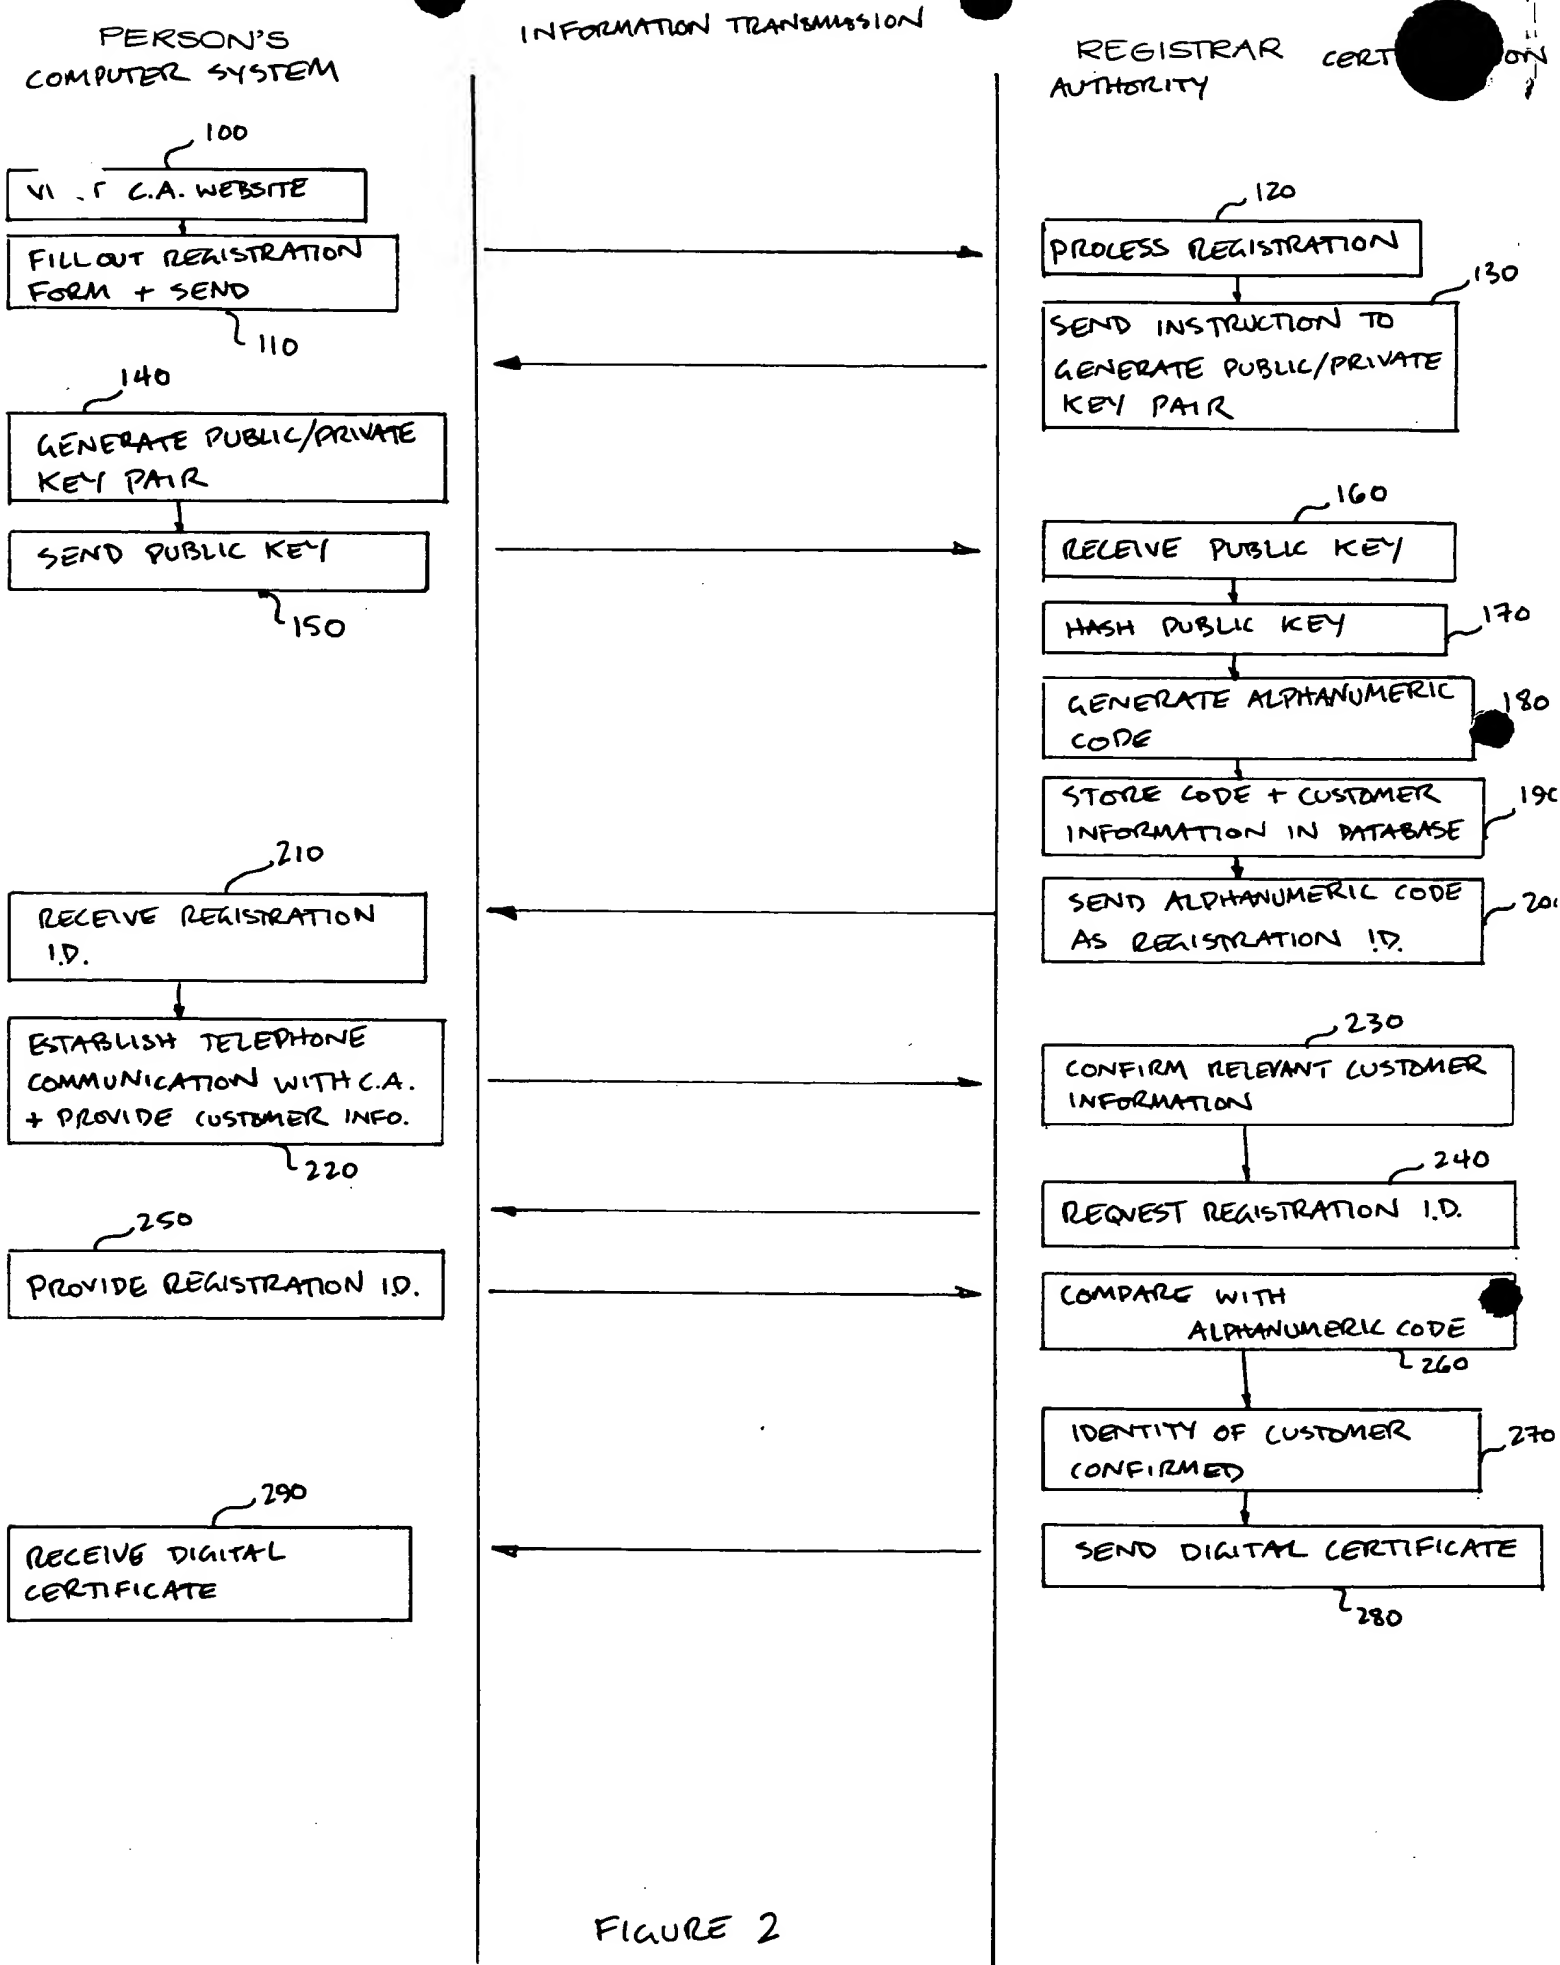 PERSON'S
COMPUTER SYSTEM
INFORMATION TRANSMISSION
REGISTRAR
AUTHORITY
100
C.A. WEBSITE
FILL OUT REGISTRATION
FORM + SEND
110
120
PROCESS REGISTRATION
130
SEND INSTRUCTION TO
GENERATE PUBLIC/PRIVATE
KEY PAIR
140
GENERATE PUBLIC/PRIVATE
KEY PAIR
SEND PUBLIC KEY
150
160
RECEIVE PUBLIC KEY
HASH PUBLIC KEY
170
GENERATE ALPHANUMERIC
CODE
180
STORE CODE + CUSTOMER
INFORMATION IN DATABASE
SEND ALPHANUMERIC CODE
AS REGISTRATION I.D.
210
RECEIVE REGISTRATION
I.D.
ESTABLISH TELEPHONE
COMMUNICATION WITH C.A.
+ PROVIDE CUSTOMER INFO.
220
230
CONFIRM RELEVANT CUSTOMER
INFORMATION
240
REQUEST REGISTRATION I.D.
250
PROVIDE REGISTRATION I.D.
COMPARE WITH
ALPHANUMERIC CODE
260
IDENTITY OF CUSTOMER
CONFIRMED
270
SEND DIGITAL CERTIFICATE
280
290
RECEIVE DIGITAL
CERTIFICATE
FIGURE 2